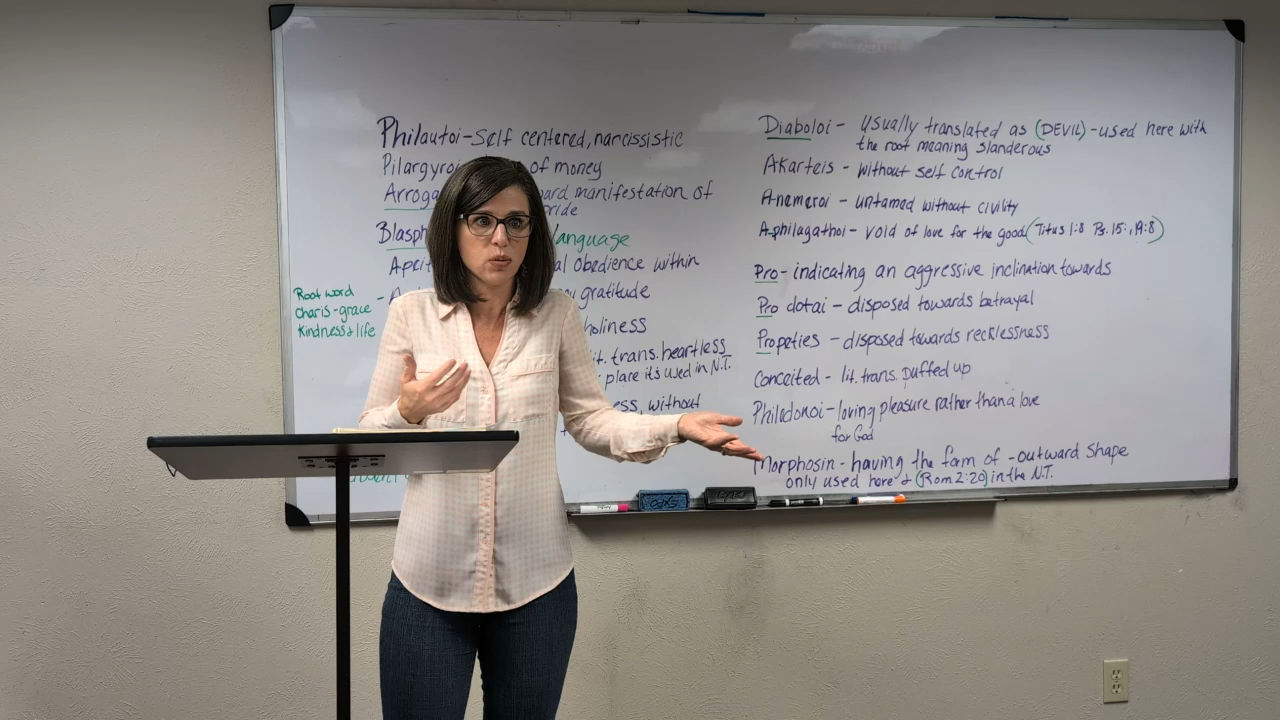 Philautoi - Self centered, narcissistic
Pilargyroi of money
Arroga ard manifestation of
ride
Blasph language
Apeit al obedience within
Root word
Charis - grace
Kindness & life
gratitude
holiness
lit. trans. heartless
place its used in N.T.
ess, without
Diaboloi - Usually translated as (DEVIL) - used here with
the root meaning slanderous
Akarteis - without self control
Anemeroi - untamed without civility
Aphilagathoi - void of love for the good (Titus 1:8 Ps. 15:, 19:8)
Pro - indicating an aggressive inclination towards
Pro dotai - disposed towards betrayal
Propeties - disposed towards recklessness
Conceited - lit. trans. puffed up
Philedonoi - loving pleasure rather than a love
for God
Morphosin - having the form of - outward shape
only used here & (Rom 2:20) in the N.T.
EXPO